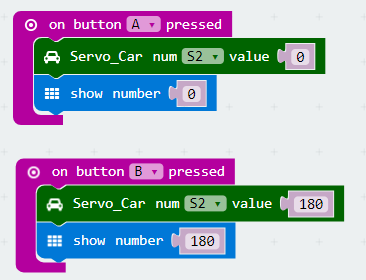 on button A pressed
Servo_Car num S2 value 0
show number 0
on button B pressed
Servo_Car num S2 value 180
show number 180